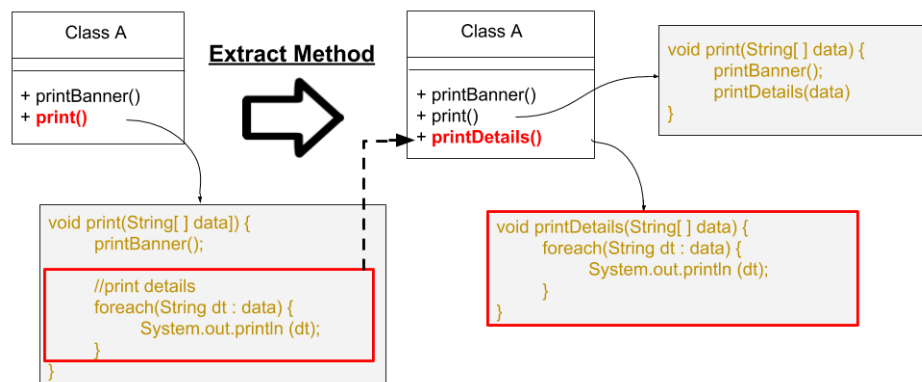 Class A
+ printBanner()
+ print()
Extract Method
Class A
+ printBanner()
+ print()
+ printDetails()
void print(String[ ] data) {
printBanner();
printDetails(data)
}
void print(String[ ] data]) {
printBanner();
//print details
foreach(String dt : data) {
System.out.println (dt);
}
}
void printDetails(String[ ] data) {
foreach(String dt : data) {
System.out.println (dt);
}
}